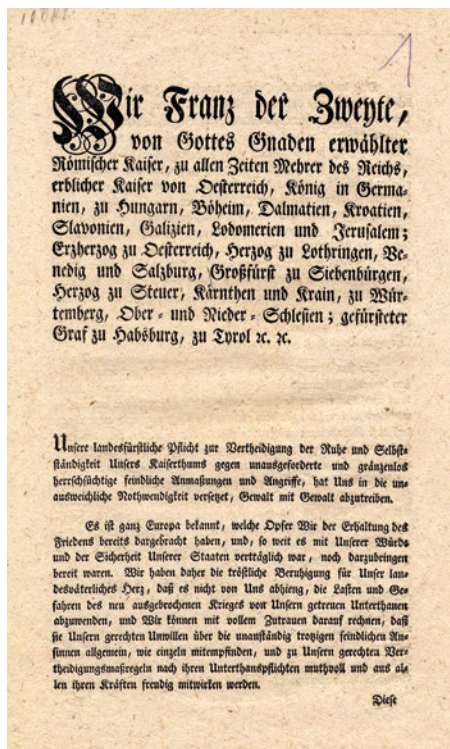 1
Wir Franz der Zweyte,
von Gottes Gnaden erwählter
Römischer Kaiser, zu allen Zeiten Mehrer des Reichs,
erblicher Kaiser von Oesterreich, König in Germa-
nien, zu Hungarn, Böheim, Dalmatien, Kroatien,
Slavonien, Galizien, Lodomerien und Jerusalem;
Erzherzog zu Oesterreich, Herzog zu Lothringen, Ve-
nedig und Salzburg, Großfürst zu Siebenbürgen,
Herzog zu Steuer, Kärnthen und Krain, zu Wür-
temberg, Ober- und Nieder-Schlesien; gefürsteter
Graf zu Habsburg, zu Tyrol ꝛc. ꝛc.
Unsere landesfürstliche Pflicht zur Vertheidigung der Ruhe und Selbst-
ständigkeit Unsers Kaiserthums gegen unausgeforderte und gränzenlos
herrschsüchtige feindliche Anmaßungen und Angriffe, hat Uns in die un-
ausweichliche Nothwendigkeit versetzet, Gewalt mit Gewalt abzutreiben.
Es ist ganz Europa bekannt, welche Opfer Wir der Erhaltung des
Friedens bereits dargebracht haben, und, so weit es mit Unserer Würde
und der Sicherheit Unserer Staaten verträglich war, noch darzubringen
bereit waren. Wir haben daher die tröstliche Beruhigung für Unser lan-
desväterliches Herz, daß es nicht von Uns abhieng, die Lasten und Ge-
fahren des neu ausgebrochenen Krieges von Unsern getreuen Unterthanen
abzuwenden, und Wir können mit vollem Zutrauen darauf rechnen, daß
sie Unsern gerechten Unwillen über die unanständig trotzigen feindlichen An-
sinnen allgemein, wie einzeln mitempfinden, und zu Unsern gerechten Ver-
theidigungsmaßregeln nach ihren Unterthanspflichten muthvoll und aus al-
len ihren Kräften freudig mitwirken werden.
Diese